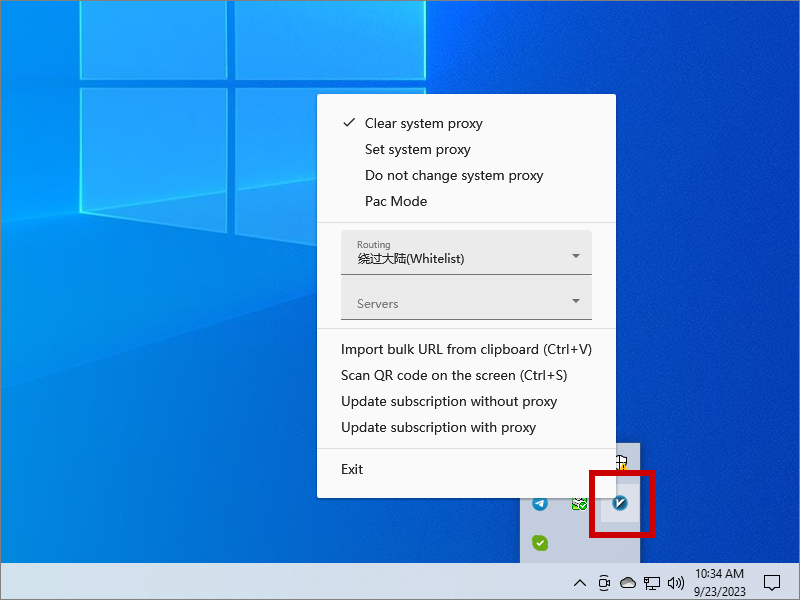 Clear system proxy
Set system proxy
Do not change system proxy
Pac Mode
Routing
绕过大陆(Whitelist)
Servers
Import bulk URL from clipboard (Ctrl+V)
Scan QR code on the screen (Ctrl+S)
Update subscription without proxy
Update subscription with proxy
Exit
10:34 AM
9/23/2023